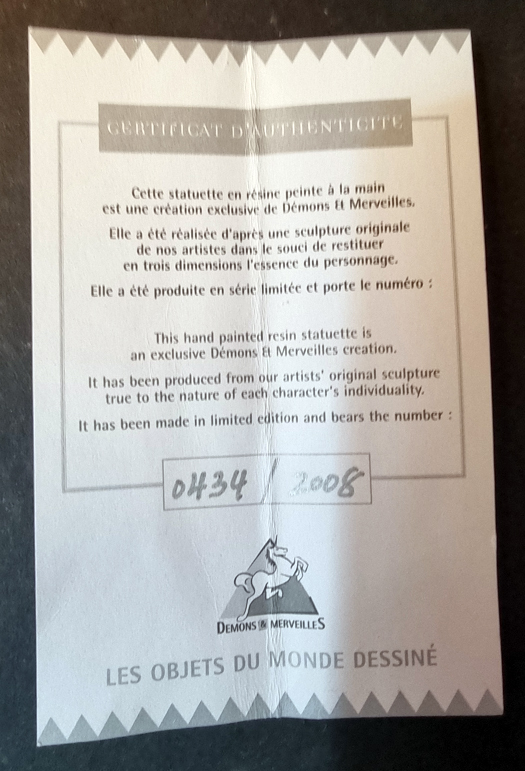 CERTIFICAT D'AUTHENTICITÉ
Cette statuette en résine peinte à la main
est une création exclusive de Démons Et Merveilles.
Elle a été réalisée d'après une sculpture originale
de nos artistes dans le souci de restituer
en trois dimensions l'essence du personnage.
Elle a été produite en série limitée et porte le numéro :
This hand painted resin statuette is
an exclusive Démons Et Merveilles creation.
It has been produced from our artists' original sculpture
true to the nature of each character's individuality.
It has been made in limited edition and bears the number :
0434 / 2008
DEMONS & MERVEILLES
LES OBJETS DU MONDE DESSINÉ